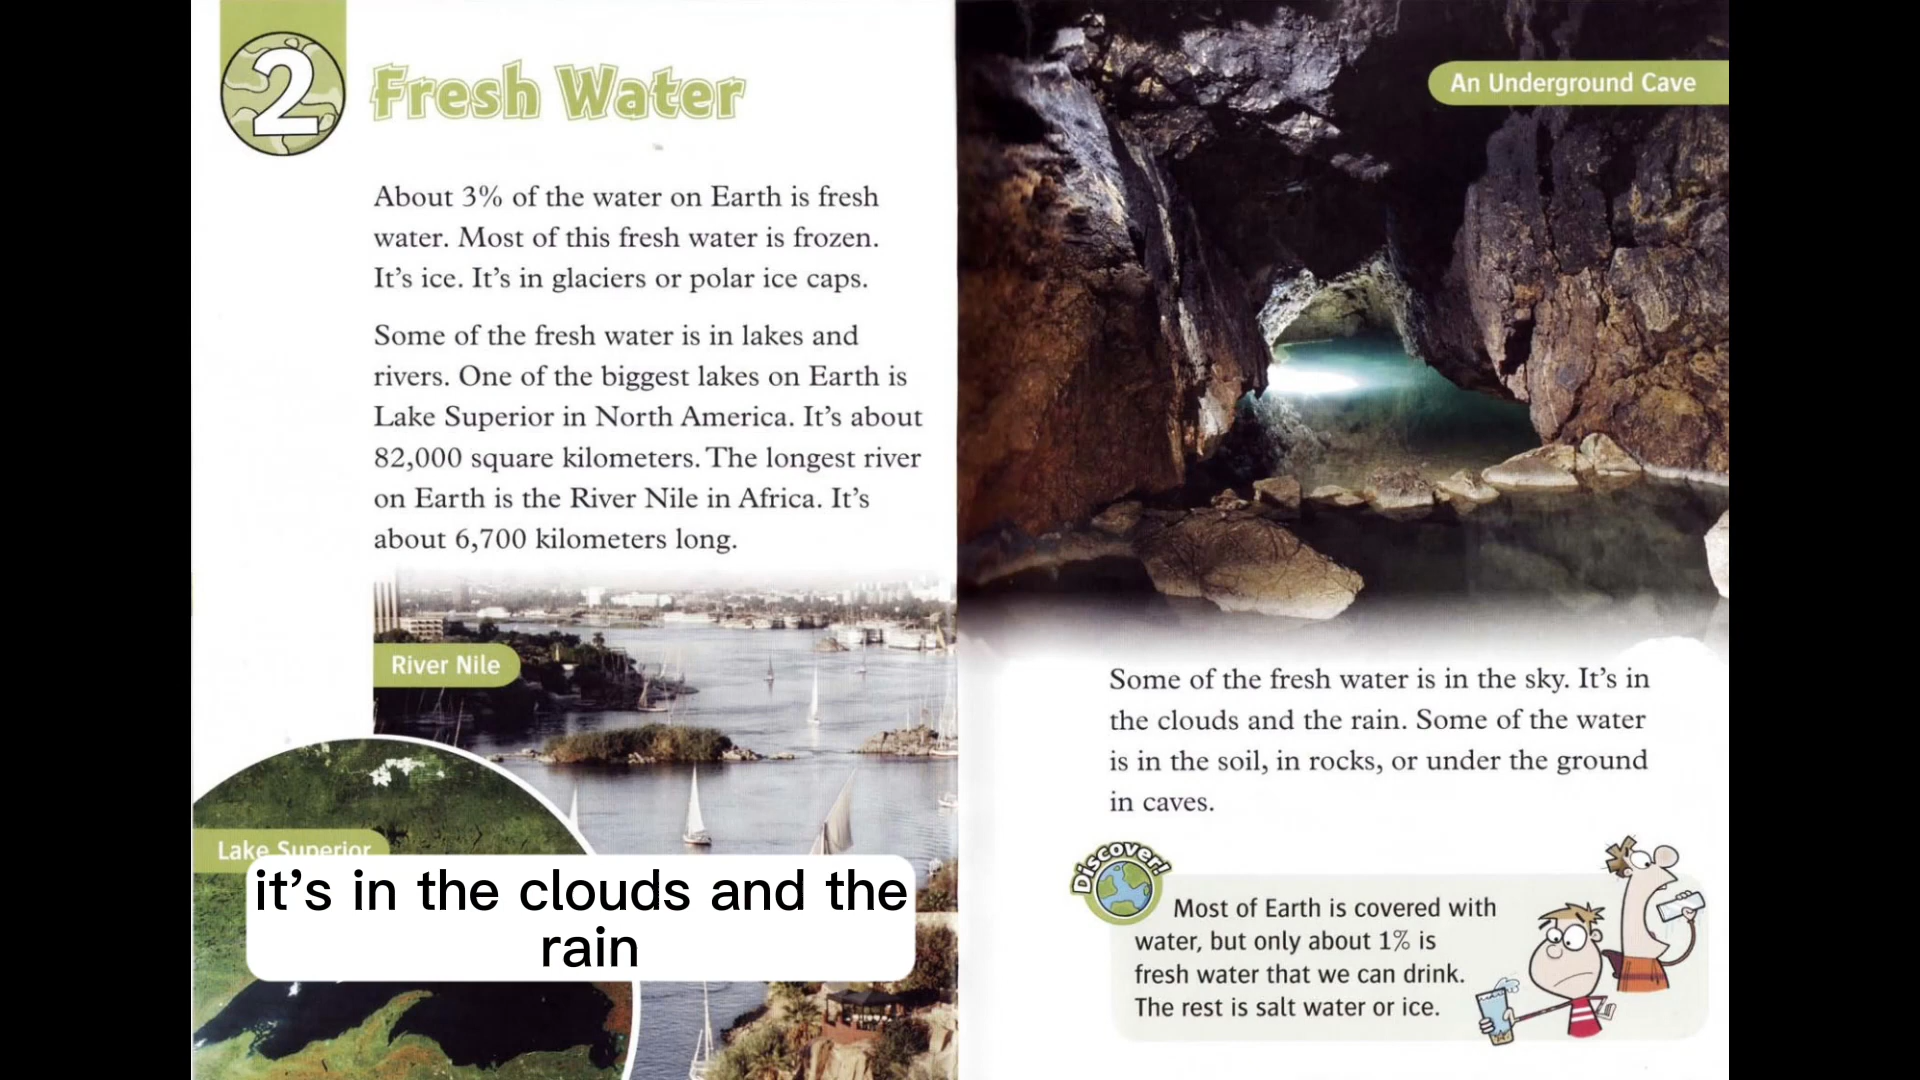 2
Fresh Water
About 3% of the water on Earth is fresh
water. Most of this fresh water is frozen.
It's ice. It's in glaciers or polar ice caps.
Some of the fresh water is in lakes and
rivers. One of the biggest lakes on Earth is
Lake Superior in North America. It's about
82,000 square kilometers. The longest river
on Earth is the River Nile in Africa. It's
about 6,700 kilometers long.
River Nile
Lake Superior
it's in the clouds and the
rain
An Underground Cave
Some of the fresh water is in the sky. It's in
the clouds and the rain. Some of the water
is in the soil, in rocks, or under the ground
in caves.
Discover!
Most of Earth is covered with
water, but only about 1% is
fresh water that we can drink.
The rest is salt water or ice.